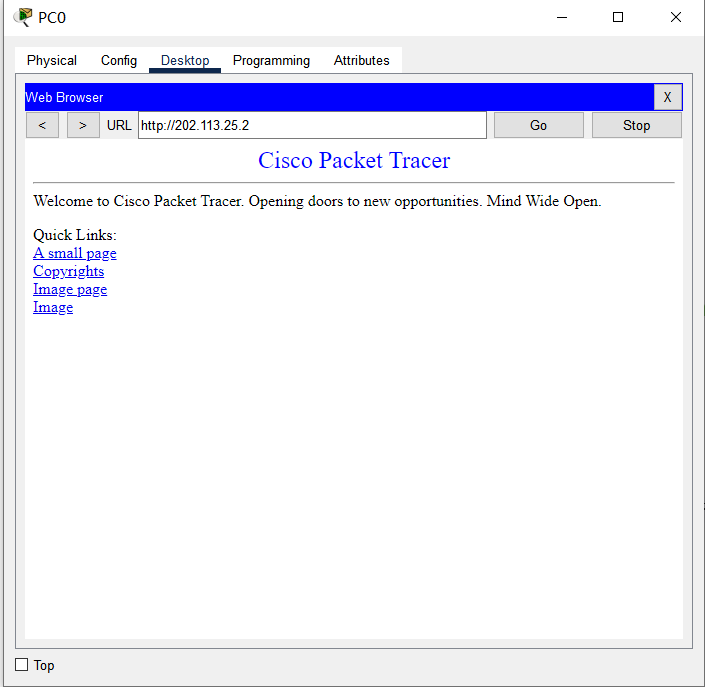 PC0
Physical Config Desktop Programming Attributes
Web Browser X
< > URL http://202.113.25.2 Go Stop
Cisco Packet Tracer
Welcome to Cisco Packet Tracer. Opening doors to new opportunities. Mind Wide Open.
Quick Links:
A small page
Copyrights
Image page
Image
Top